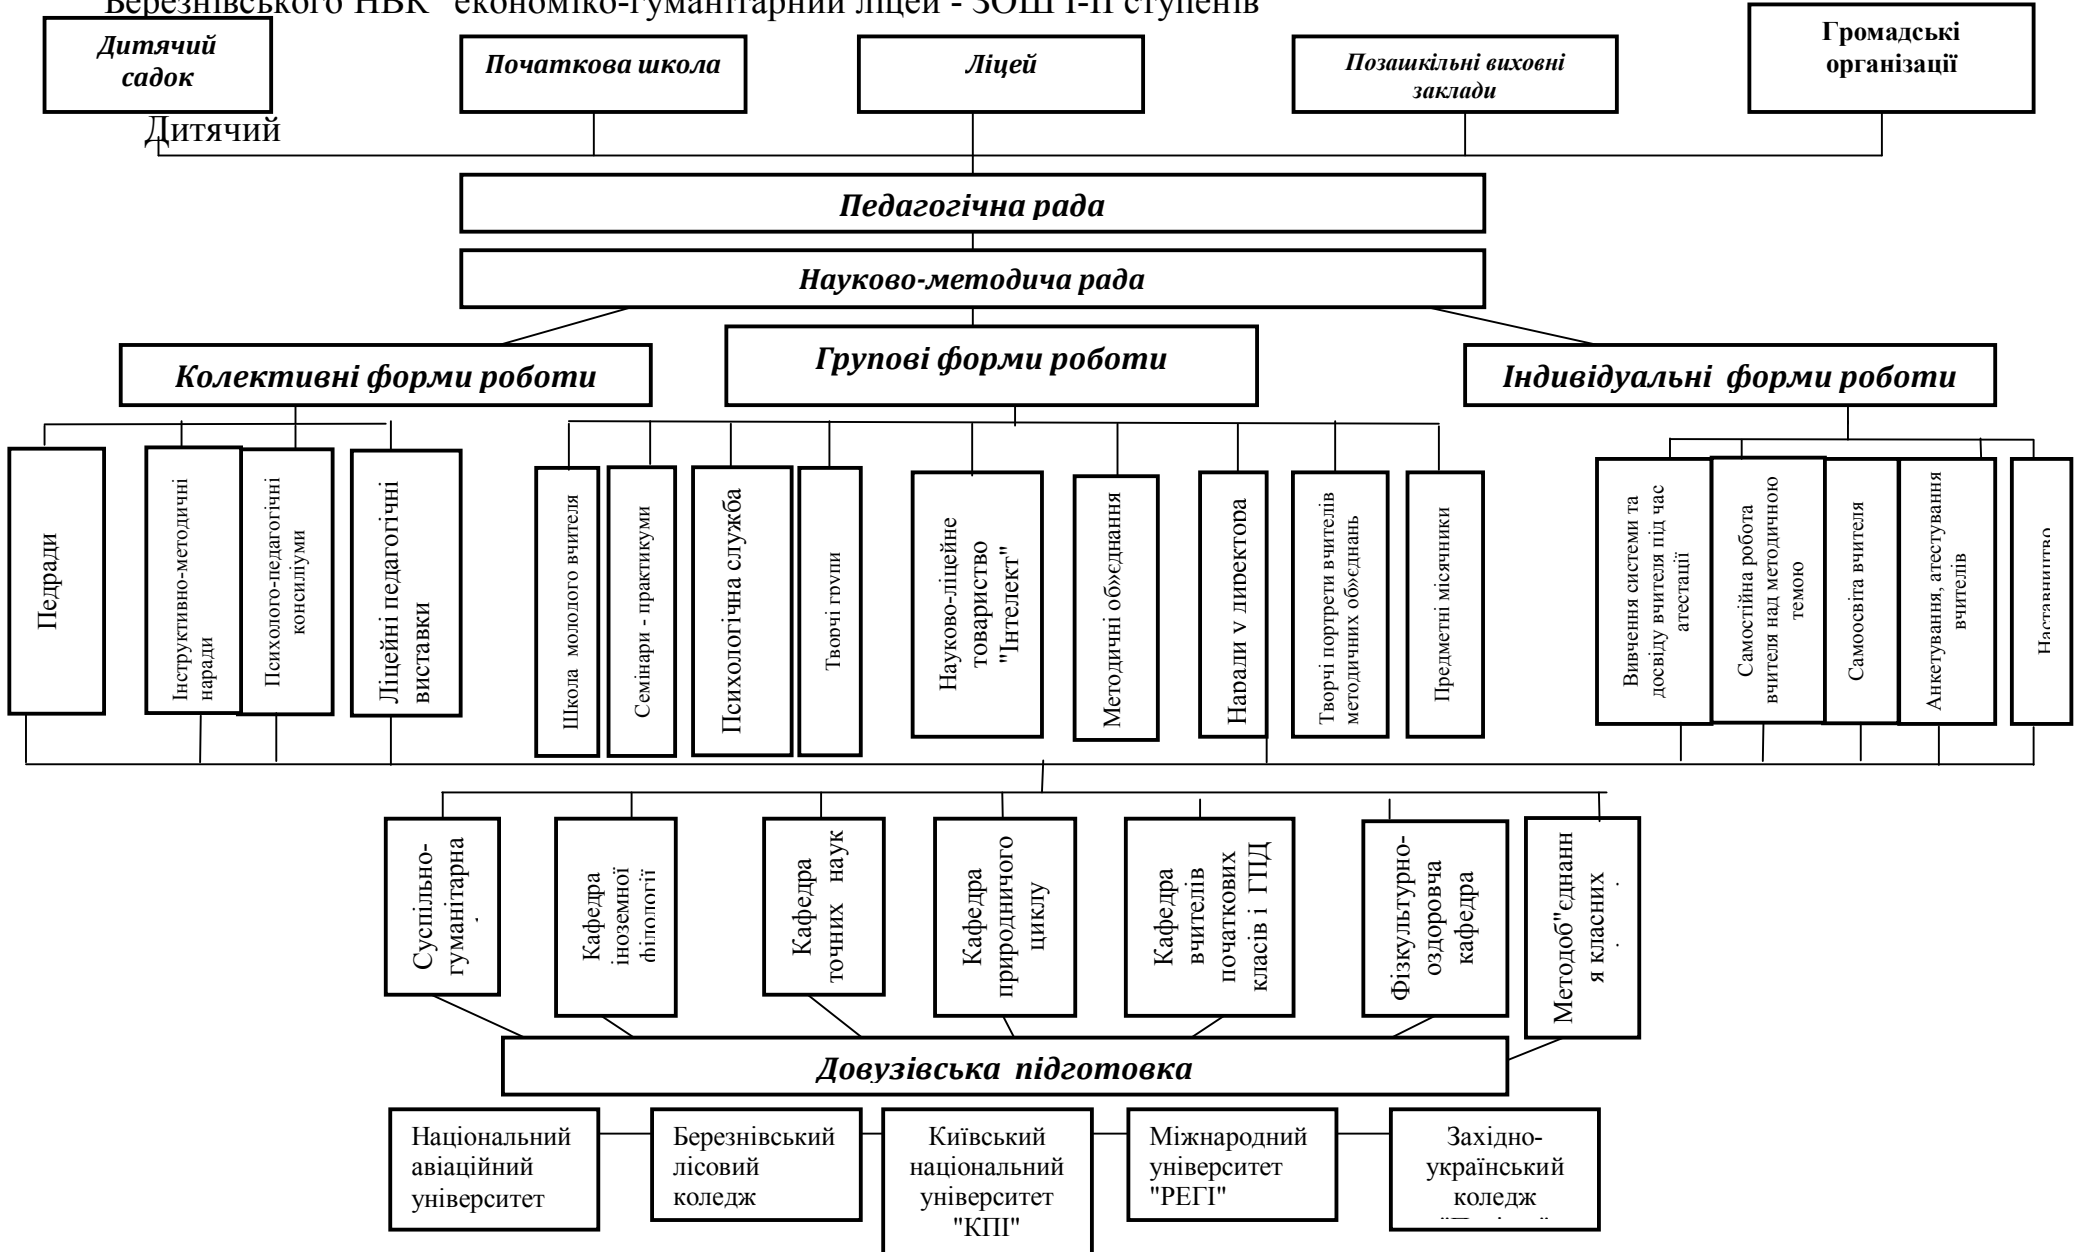 Березнівського НВК "економіко-гуманітарний ліцей - ЗОШ І-ІІ ступенів
Дитячий
садок
Початкова школа
Ліцей
Позашкільні виховні
заклади
Громадські
організації
Дитячий
Педагогічна рада
Науково-методича рада
Колективні форми роботи
Групові форми роботи
Індивідуальні форми роботи
Педради
Інструктивно-методичні
наради
Психолого-педагогічні
консиліуми
Ліцейні педагогічні
виставки
Школа молодого вчителя
Семінари - практикуми
Психологічна служба
Творчі групи
Науково-ліцейне
товариство
"Інтелект"
Методичні об»єднання
Наради у директора
Творчі портрети вчителів
методичних об»єднань
Предметні місячники
Вивчення системи та
досвіду вчителя під час
атестації
Самостійна робота
вчителя над методичною
темою
Самоосвіта вчителя
Анкетування, атестування
вчителів
Наставництво
Суспільно-
гуманітарна
Кафедра
іноземної
філології
Кафедра
точних наук
Кафедра
природничого
циклу
Кафедра
вчителів
початкових
класів і ГПД
Фізкультурно-
оздоровча
кафедра
Методоб"єднанн
я класних
Довузівська підготовка
Національний
авіаційний
університет
Березнівський
лісовий
коледж
Київський
національний
університет
"КПІ"
Міжнародний
університет
"РЕГІ"
Західно-
український
коледж